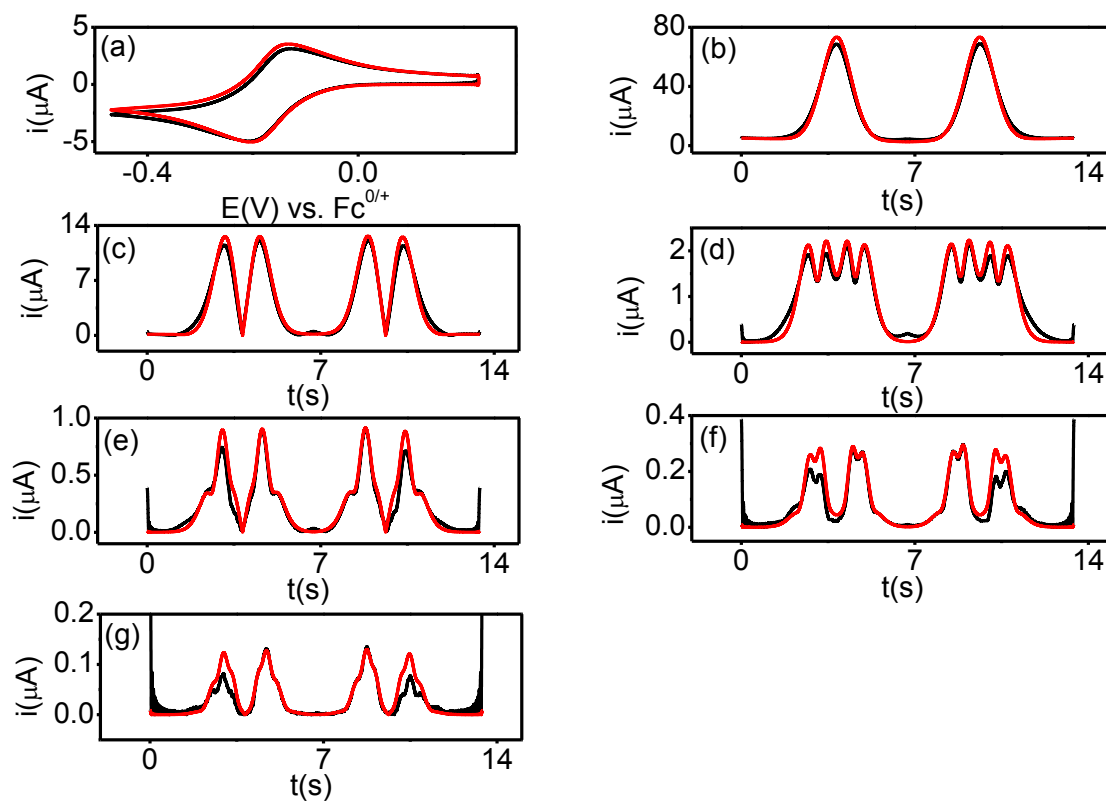 (a)
5
0
-5
i(μA)
-0.4
0.0
E(V) vs. Fc0/+
(b)
80
40
0
i(μA)
0
7
14
t(s)
(c)
14
7
0
i(μA)
0
7
14
t(s)
(d)
2
1
0
i(μA)
0
7
14
t(s)
(e)
1.0
0.5
0.0
i(μA)
0
7
14
t(s)
(f)
0.4
0.2
0.0
i(μA)
0
7
14
t(s)
(g)
0.2
0.1
0.0
i(μA)
0
7
14
t(s)